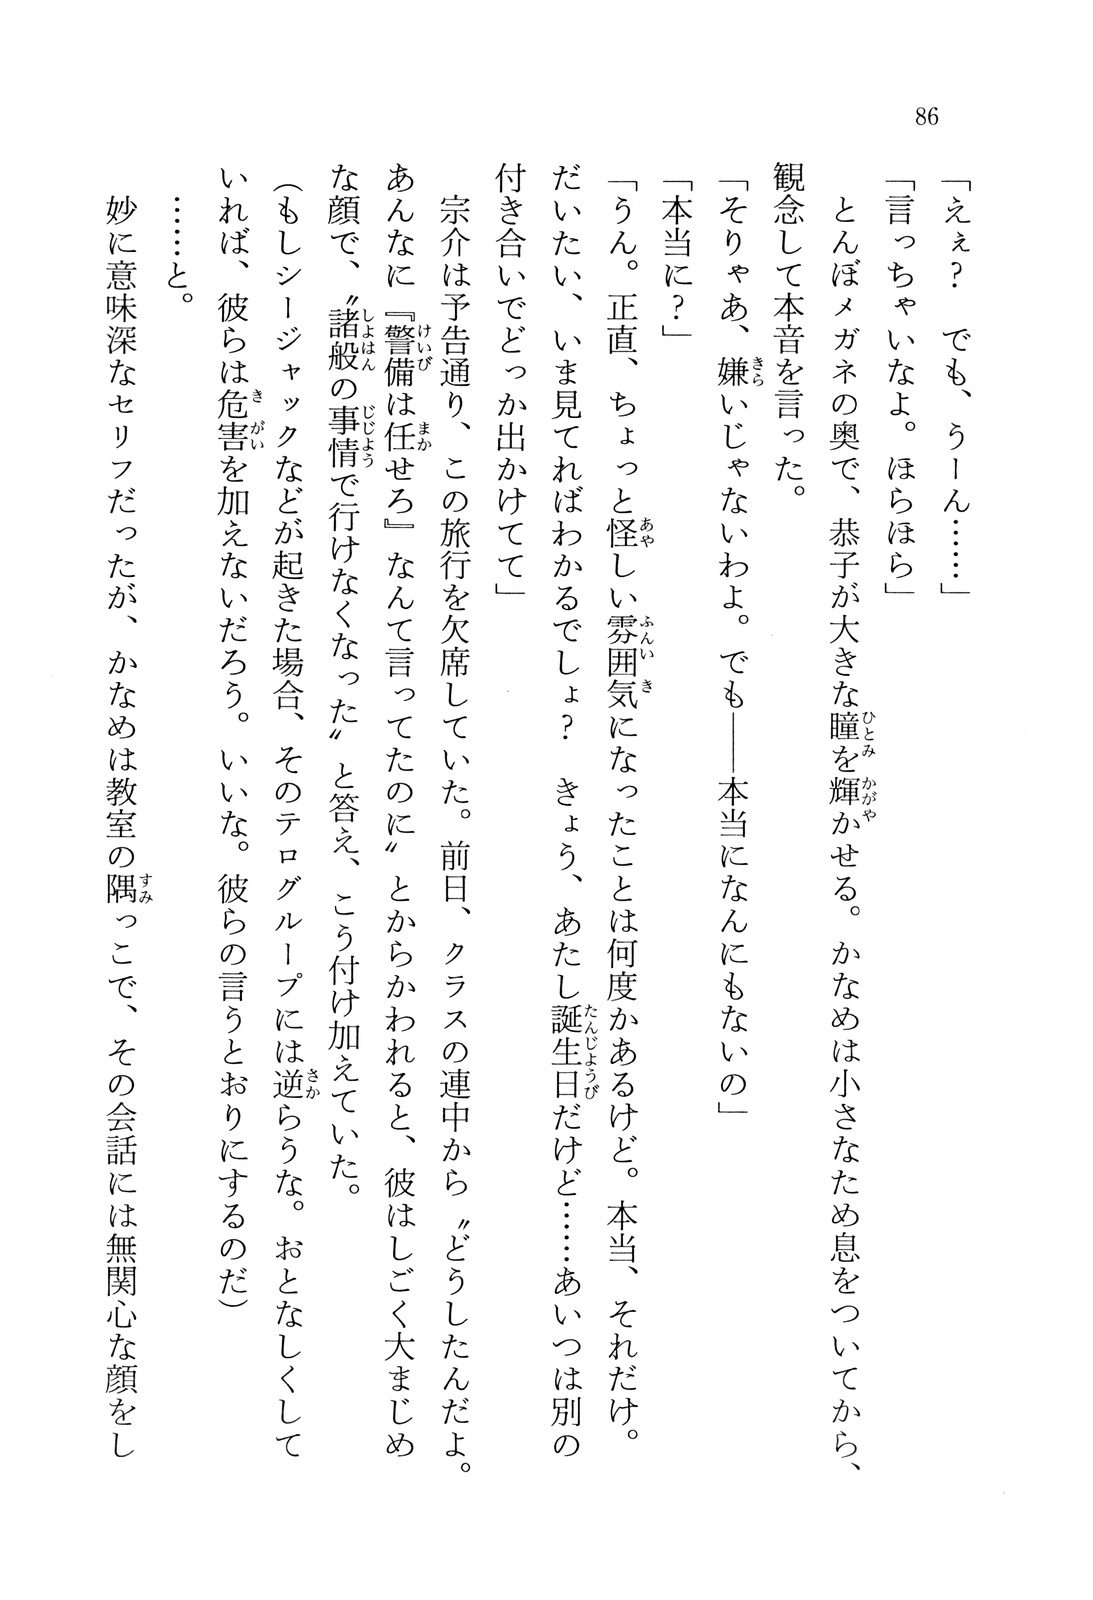 86
「えぇ？　でも、うーん……」
「言っちゃいなよ。ほらほら」
とんぼメガネの奥で、恭子が大きな瞳を輝かせる。かなめは小さなため息をついてから、
観念して本音を言った。
「そりゃあ、嫌いじゃないわよ。でも――本当になんにもないの」
「本当に？」
「うん。正直、ちょっと怪しい雰囲気になったことは何度かあるけど。本当、それだけ。
だいたい、いま見てればわかるでしょ？　きょう、あたし誕生日だけど……あいつは別の
付き合いでどっか出かけてて」
宗介は予告通り、この旅行を欠席していた。前日、クラスの連中から〝どうしたんだよ。
あんなに『警備は任せろ』なんて言ってたのに〟とからかわれると、彼はしごく大まじめ
な顔で、〝諸般の事情で行けなくなった〟と答え、こう付け加えていた。
（もしシージャックなどが起きた場合、そのテログループには逆らうな。おとなしくして
いれば、彼らは危害を加えないだろう。いいな。彼らの言うとおりにするのだ）
……と。
妙に意味深なセリフだったが、かなめは教室の隅っこで、その会話には無関心な顔をし